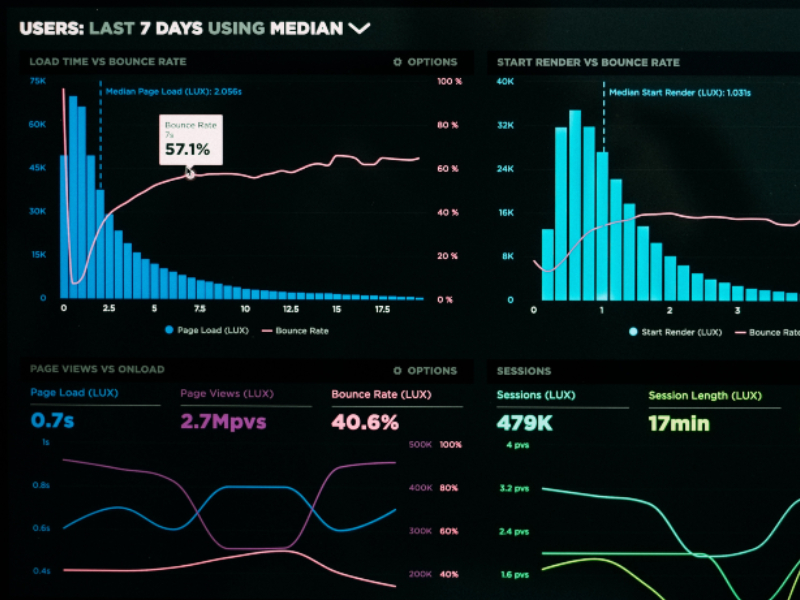 USERS: LAST 7 DAYS USING MEDIAN
LOAD TIME VS BOUNCE RATE
OPTIONS
75K
60K
45K
30K
15K
0
Median Page Load (LUX): 2.056s
Bounce Rate
7s
57.1%
100 %
80 %
60 %
40 %
20 %
0 %
0 2.5 5 7.5 10 12.5 15 17.5
Page Load (LUX) Bounce Rate
START RENDER VS BOUNCE RATE
40K
32K
24K
16K
8K
0
Median Start Render (LUX): 1.031s
0 1 2 3
Start Render (LUX) Bounce Rate
PAGE VIEWS VS ONLOAD
OPTIONS
Page Load (LUX)
0.7s
Page Views (LUX)
2.7Mpvs
Bounce Rate (LUX)
40.6%
1s
0.8s
0.6s
0.4s
500K 100%
400K 80%
300K 60%
200K 40%
SESSIONS
Sessions (LUX)
479K
Session Length (LUX)
17min
4 pvs
3.2 pvs
2.4 pvs
1.6 pvs